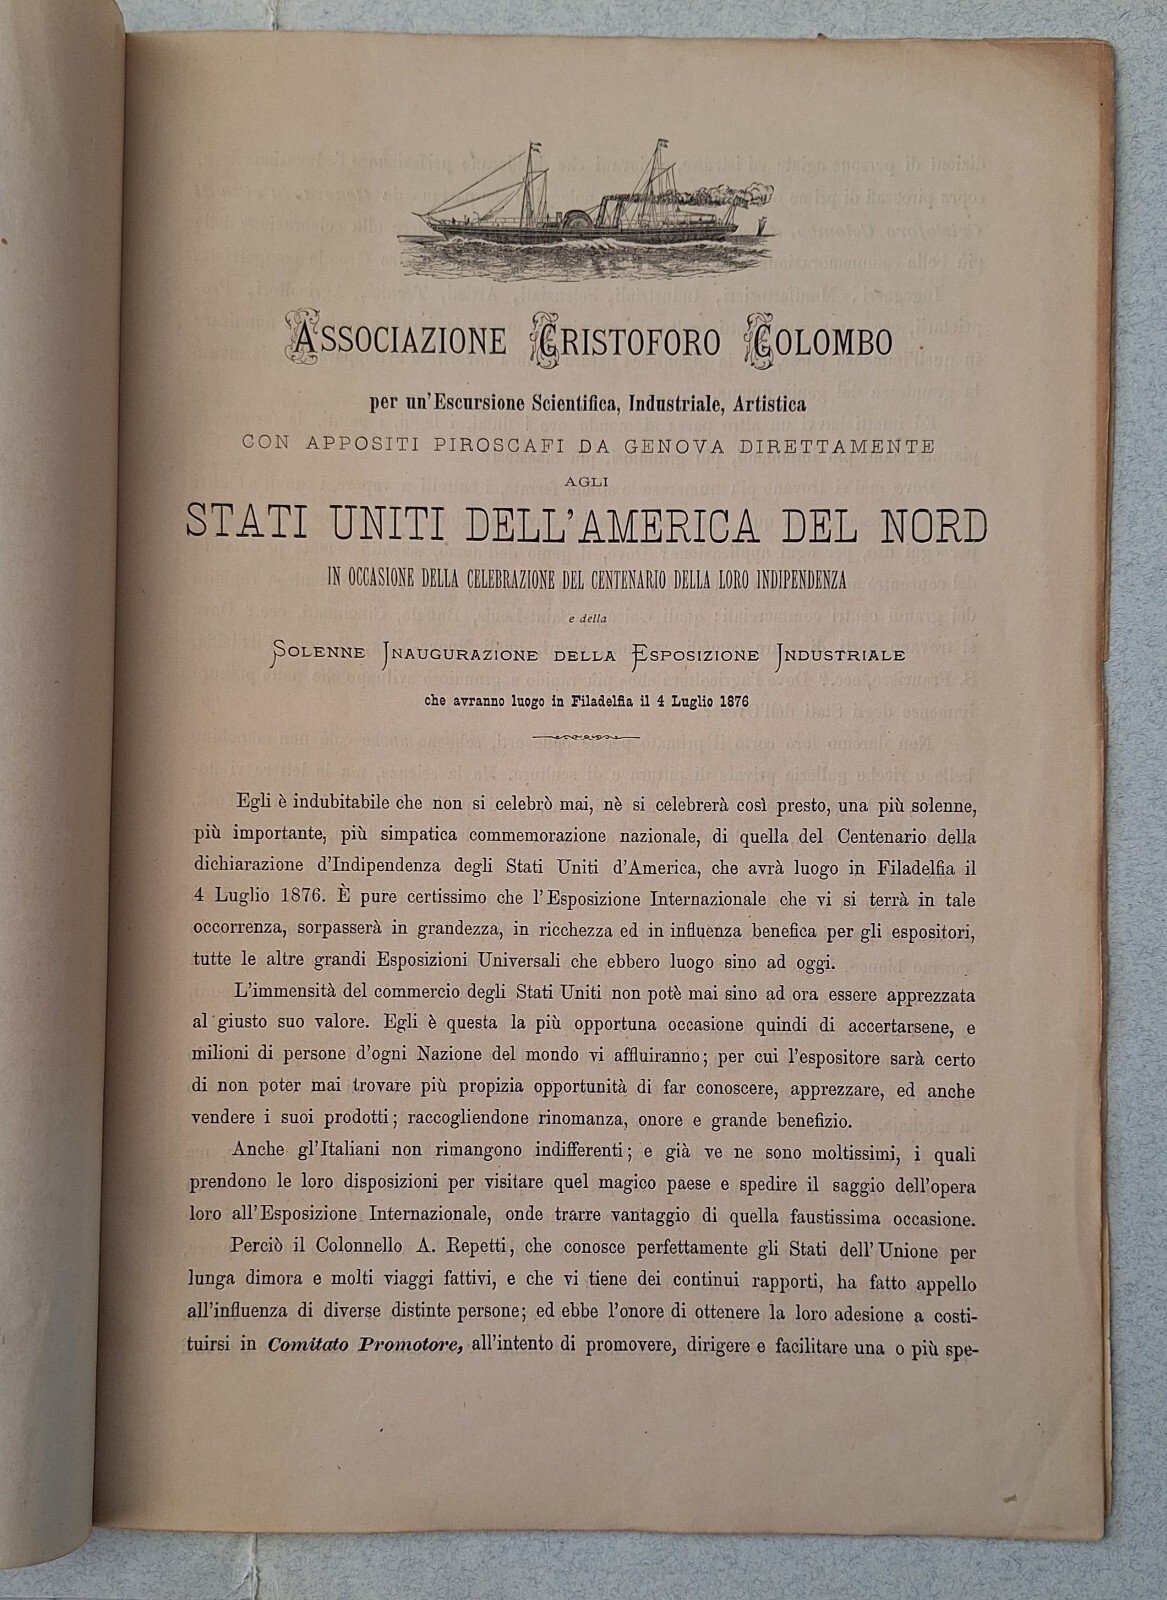 ASSOCIAZIONE CRISTOFORO COLOMBO
per un'Escursione Scientifica, Industriale, Artistica
CON APPOSITI PIROSCAFI DA GENOVA DIRETTAMENTE
AGLI
STATI UNITI DELL'AMERICA DEL NORD
IN OCCASIONE DELLA CELEBRAZIONE DEL CENTENARIO DELLA LORO INDIPENDENZA
e della
SOLENNE INAUGURAZIONE DELLA ESPOSIZIONE INDUSTRIALE
che avranno luogo in Filadelfia il 4 Luglio 1876
Egli è indubitabile che non si celebrò mai, nè si celebrerà così presto, una più solenne,
più importante, più simpatica commemorazione nazionale, di quella del Centenario della
dichiarazione d'Indipendenza degli Stati Uniti d'America, che avrà luogo in Filadelfia il
4 Luglio 1876. È pure certissimo che l'Esposizione Internazionale che vi si terrà in tale
occorrenza, sorpasserà in grandezza, in ricchezza ed in influenza benefica per gli espositori,
tutte le altre grandi Esposizioni Universali che ebbero luogo sino ad oggi.
L'immensità del commercio degli Stati Uniti non potè mai sino ad ora essere apprezzata
al giusto suo valore. Egli è questa la più opportuna occasione quindi di accertarsene, e
milioni di persone d'ogni Nazione del mondo vi affluiranno; per cui l'espositore sarà certo
di non poter mai trovare più propizia opportunità di far conoscere, apprezzare, ed anche
vendere i suoi prodotti; raccogliendone rinomanza, onore e grande benefizio.
Anche gl'Italiani non rimangono indifferenti; e già ve ne sono moltissimi, i quali
prendono le loro disposizioni per visitare quel magico paese e spedire il saggio dell'opera
loro all'Esposizione Internazionale, onde trarre vantaggio di quella faustissima occasione.
Perciò il Colonnello A. Repetti, che conosce perfettamente gli Stati dell'Unione per
lunga dimora e molti viaggi fattivi, e che vi tiene dei continui rapporti, ha fatto appello
all'influenza di diverse distinte persone; ed ebbe l'onore di ottenere la loro adesione a costi-
tuirsi in Comitato Promotore, all'intento di promovere, dirigere e facilitare una o più spe-